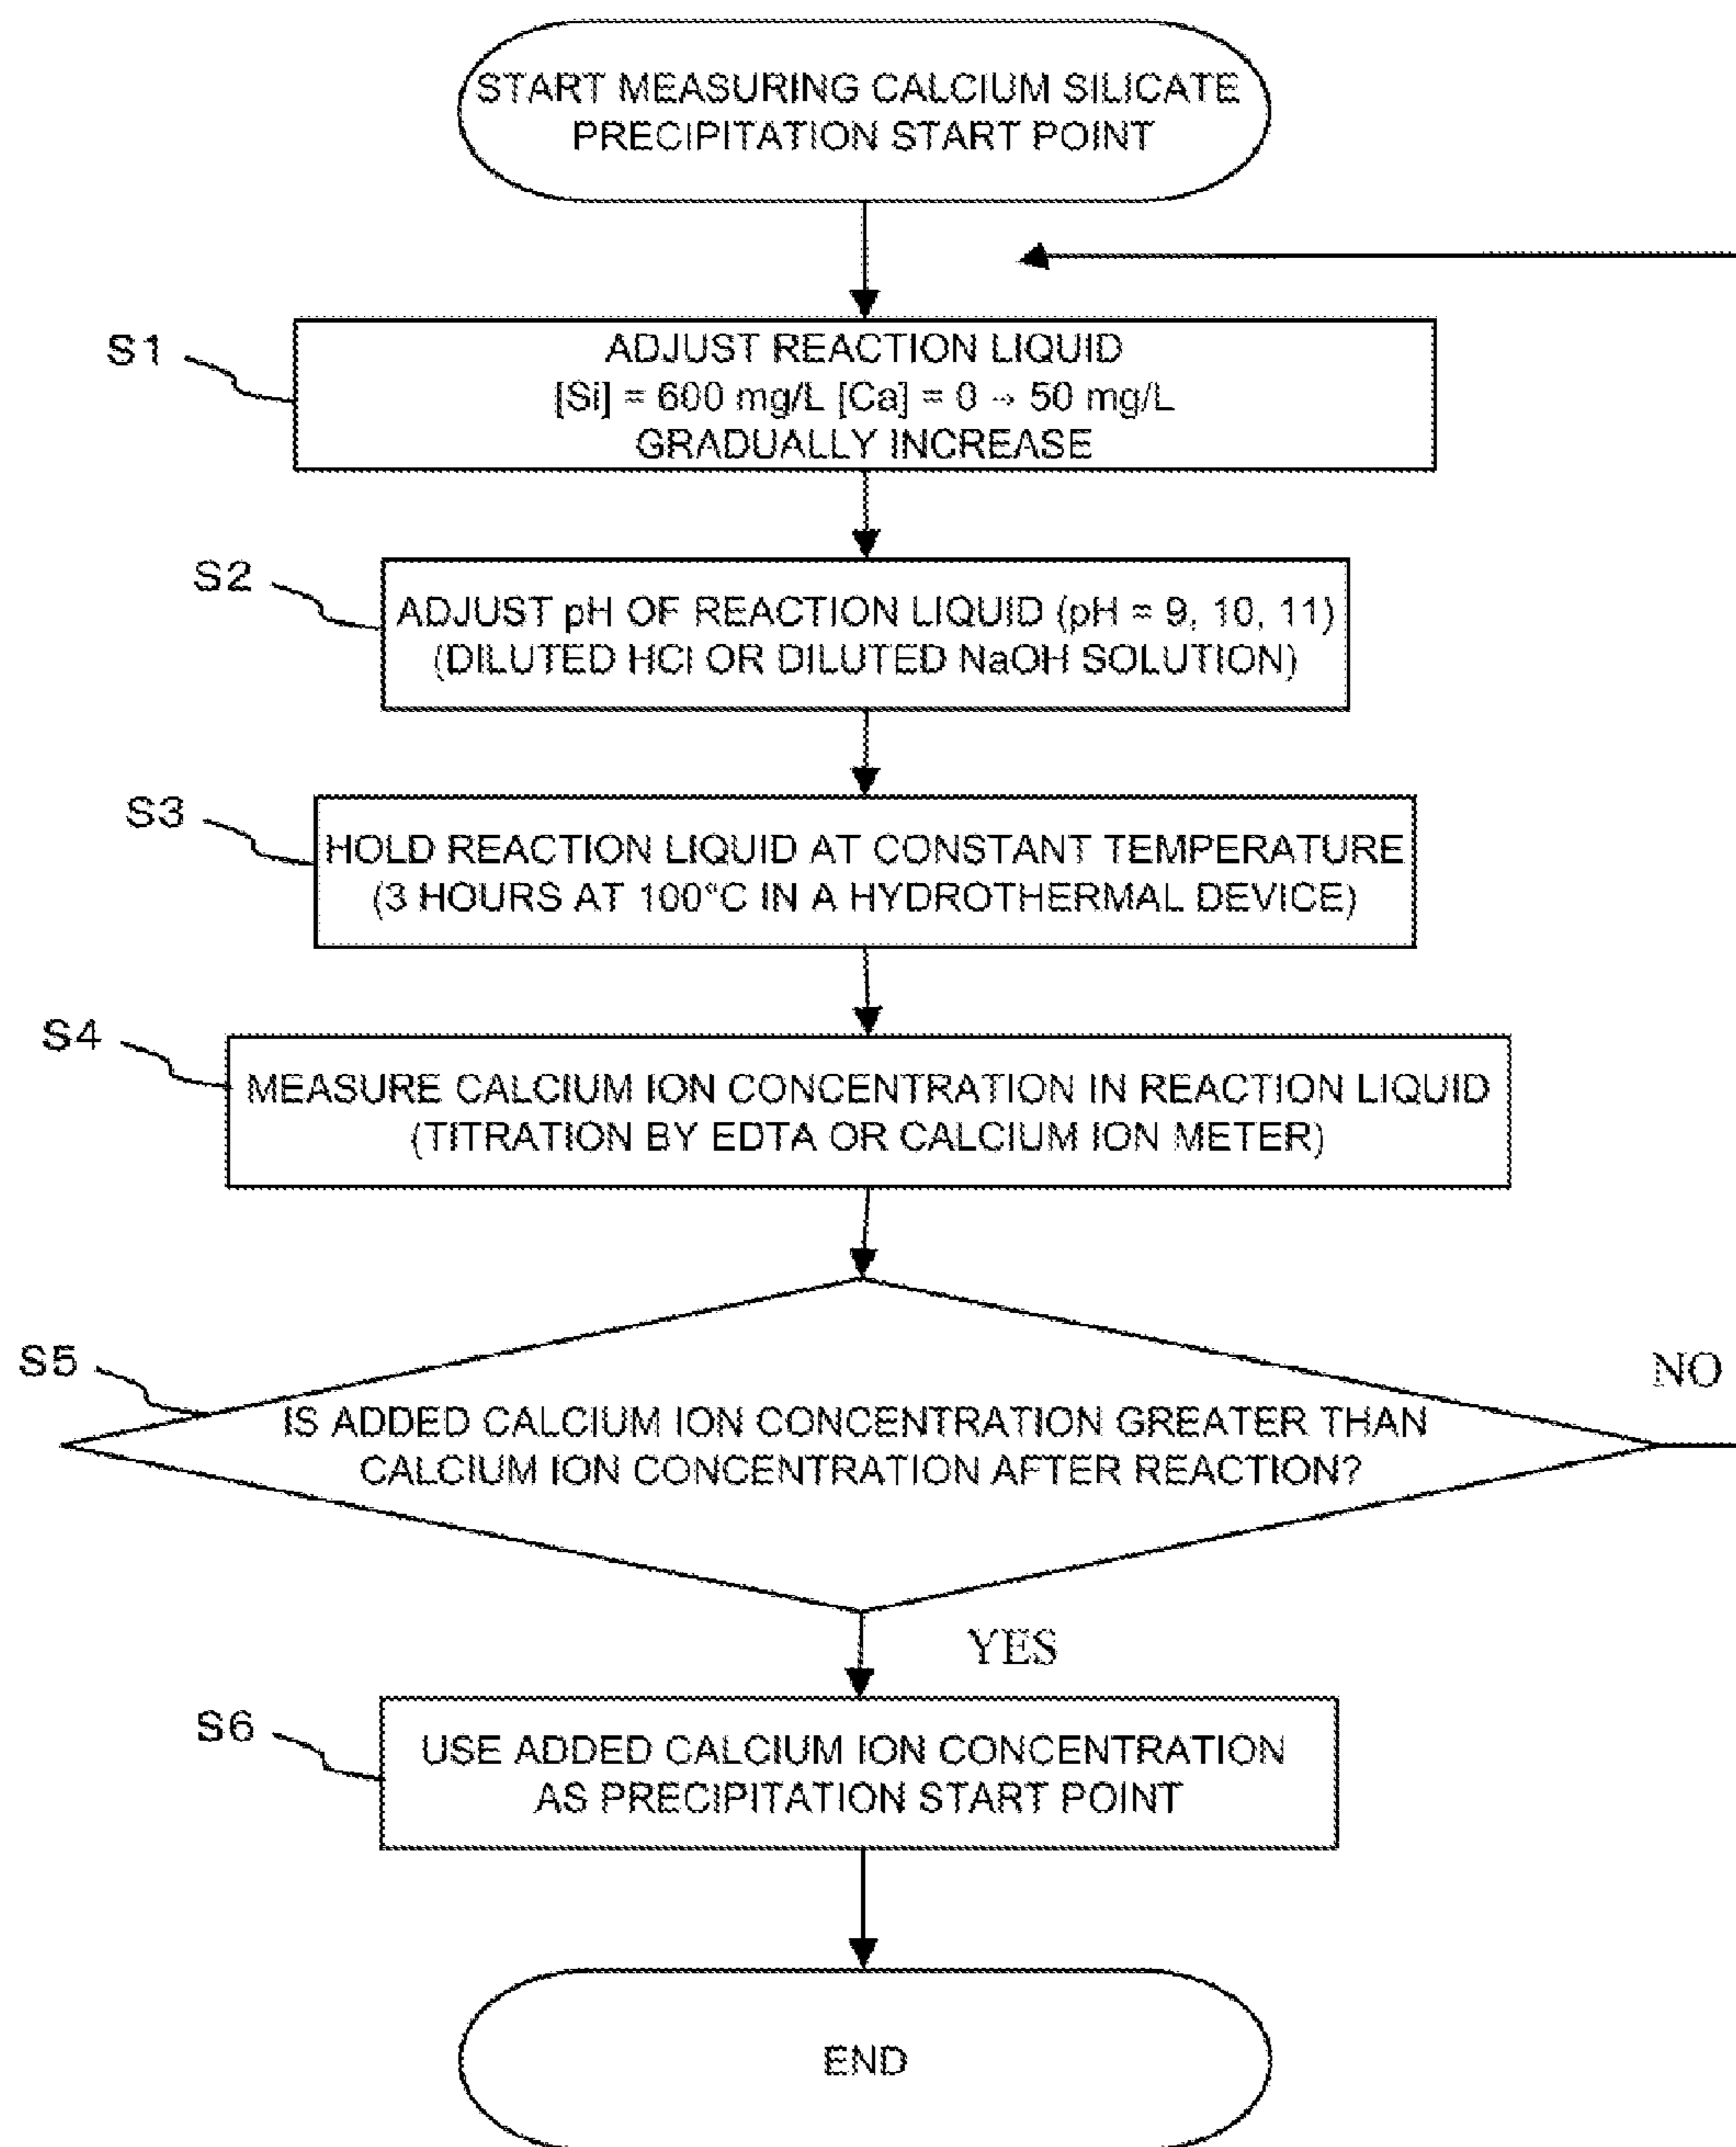 START MEASURING CALCIUM SILICATE
PRECIPITATION START POINT
S1
ADJUST REACTION LIQUID
[Si] = 600 mg/L [Ca] = 0 → 50 mg/L
GRADUALLY INCREASE
S2
ADJUST pH OF REACTION LIQUID (pH = 9, 10, 11)
(DILUTED HCl OR DILUTED NaOH SOLUTION)
S3
HOLD REACTION LIQUID AT CONSTANT TEMPERATURE
(3 HOURS AT 100°C IN A HYDROTHERMAL DEVICE)
S4
MEASURE CALCIUM ION CONCENTRATION IN REACTION LIQUID
(TITRATION BY EDTA OR CALCIUM ION METER)
S5
IS ADDED CALCIUM ION CONCENTRATION GREATER THAN
CALCIUM ION CONCENTRATION AFTER REACTION?
NO
YES
S6
USE ADDED CALCIUM ION CONCENTRATION
AS PRECIPITATION START POINT
END